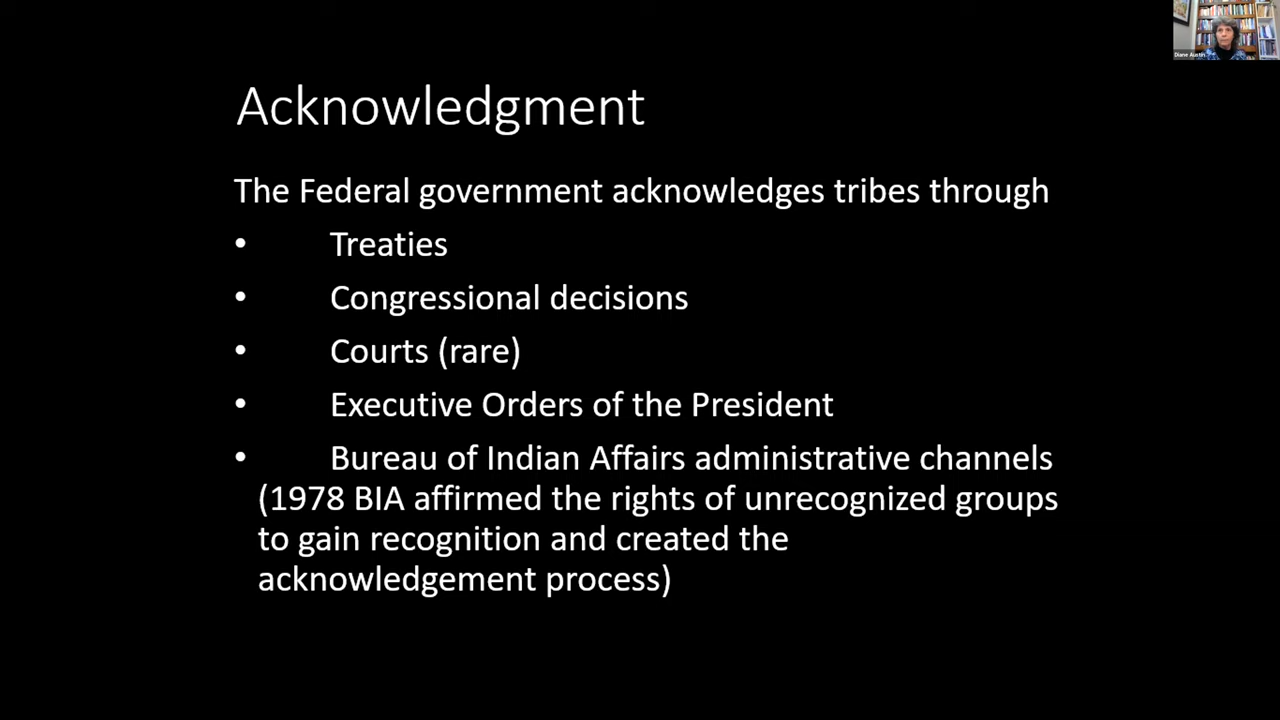 Diane Austin
Acknowledgment
The Federal government acknowledges tribes through
• Treaties
• Congressional decisions
• Courts (rare)
• Executive Orders of the President
• Bureau of Indian Affairs administrative channels
(1978 BIA affirmed the rights of unrecognized groups
to gain recognition and created the
acknowledgement process)